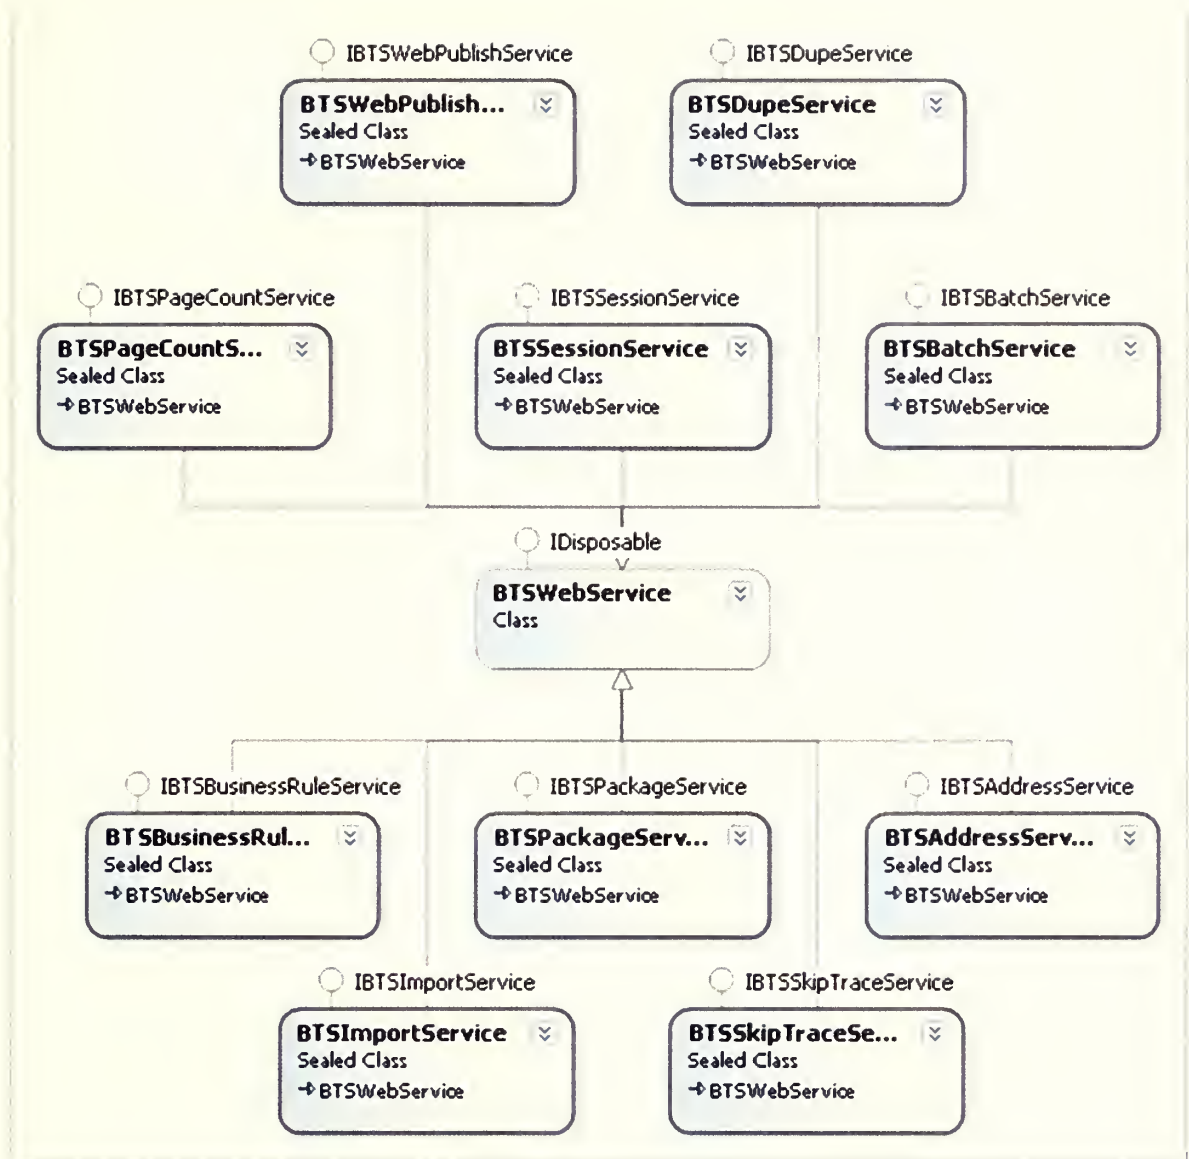 IBTSWebPublishService
BTSWebPublish...
Sealed Class
BTSWebService
IBTSDupeService
BTSDupeService
Sealed Class
BTSWebService
IBTSPageCountService
BTSPageCountS...
Sealed Class
BTSWebService
IBTSSessionService
BTSSessionService
Sealed Class
BTSWebService
IBTSBatchService
BTSBatchService
Sealed Class
BTSWebService
IDisposable
BTSWebService
Class
IBTSBusinessRuleService
BTSBusinessRul...
Sealed Class
BTSWebService
IBTSPackageService
BTSPackageServ...
Sealed Class
BTSWebService
IBTSAddressService
BTSAddressServ...
Sealed Class
BTSWebService
IBTSImportService
BTSImportService
Sealed Class
BTSWebService
IBTSSkipTraceService
BTSSkipTraceSe...
Sealed Class
BTSWebService